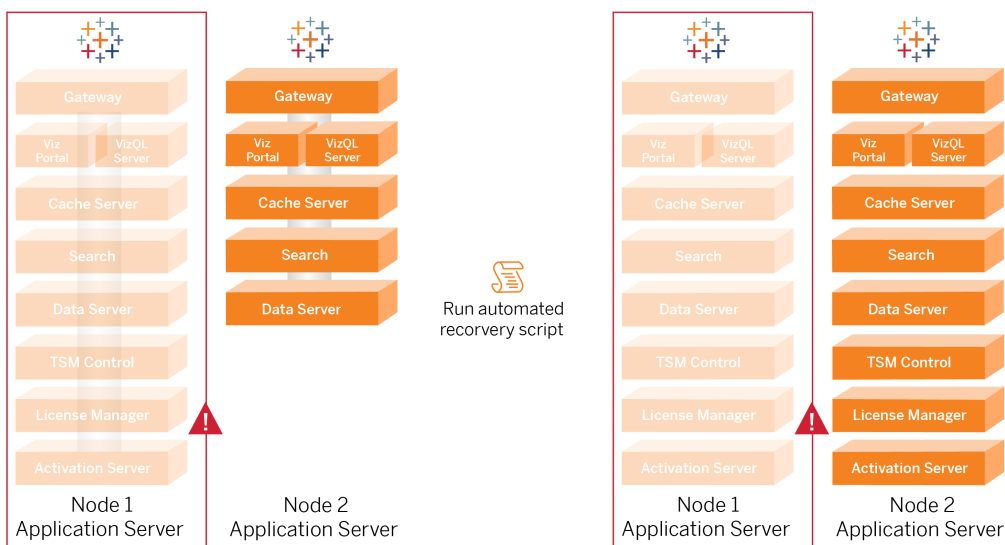 Gateway
Viz
Portal
VizQL
Server
Cache Server
Search
Data Server
TSM Control
License Manager
!
Activation Server
Node 1
Application Server
Gateway
Viz
Portal
VizQL
Server
Cache Server
Search
Data Server
Node 2
Application Server
Run automated
recorvery script
Gateway
Viz
Portal
VizQL
Server
Cache Server
Search
Data Server
TSM Control
License Manager
!
Activation Server
Node 1
Application Server
Gateway
Viz
Portal
VizQL
Server
Cache Server
Search
Data Server
TSM Control
License Manager
Activation Server
Node 2
Application Server